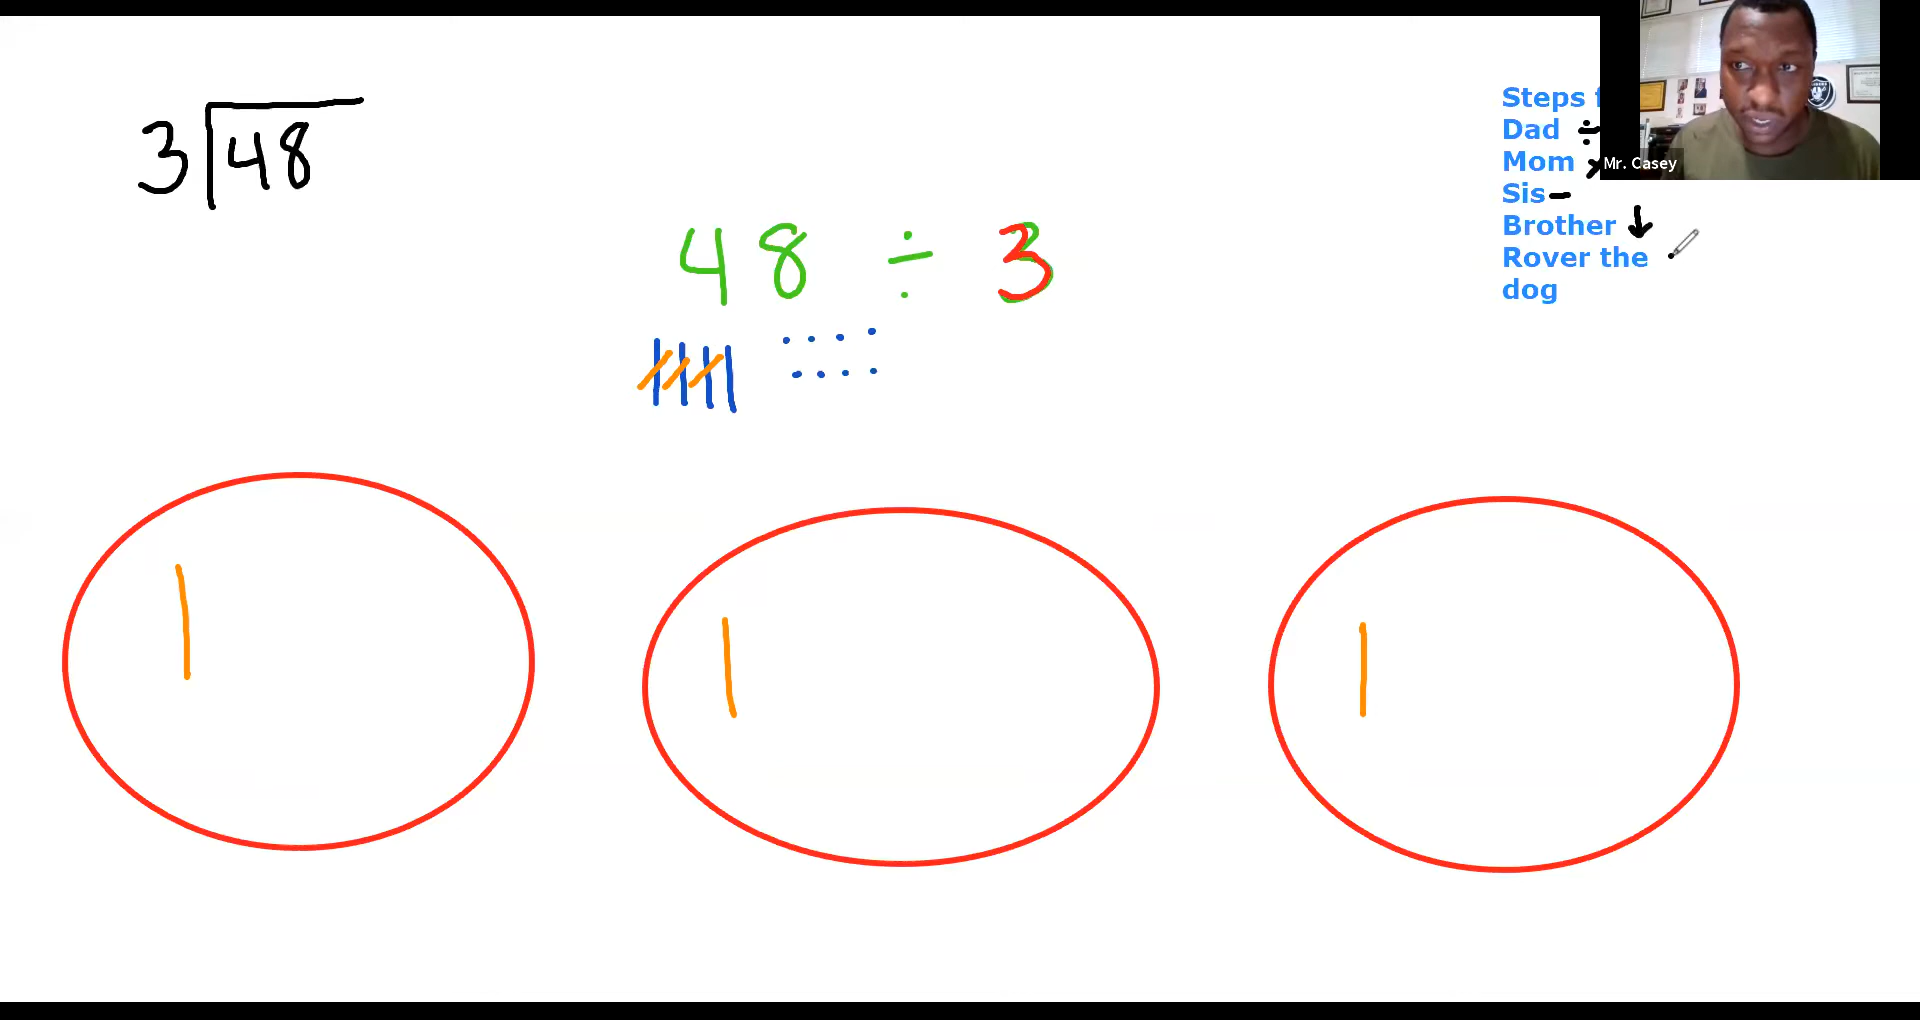 3 48
48 ÷ 3
Steps
Dad ÷
Mom ×
Sis -
Brother ↓
Rover the
dog
Mr. Casey